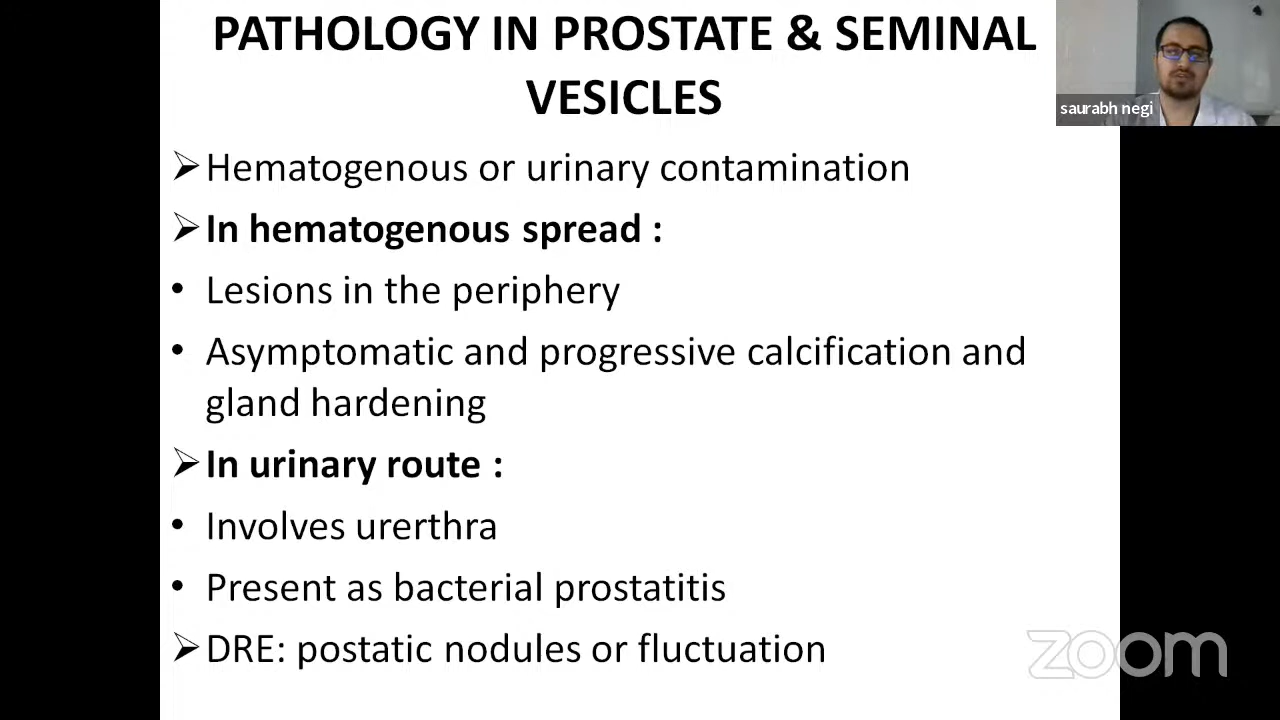 PATHOLOGY IN PROSTATE & SEMINAL
VESICLES
saurabh negi
➢Hematogenous or urinary contamination
➢In hematogenous spread :
• Lesions in the periphery
• Asymptomatic and progressive calcification and
gland hardening
➢In urinary route :
• Involves urerthra
• Present as bacterial prostatitis
➢DRE: postatic nodules or fluctuation
zoom